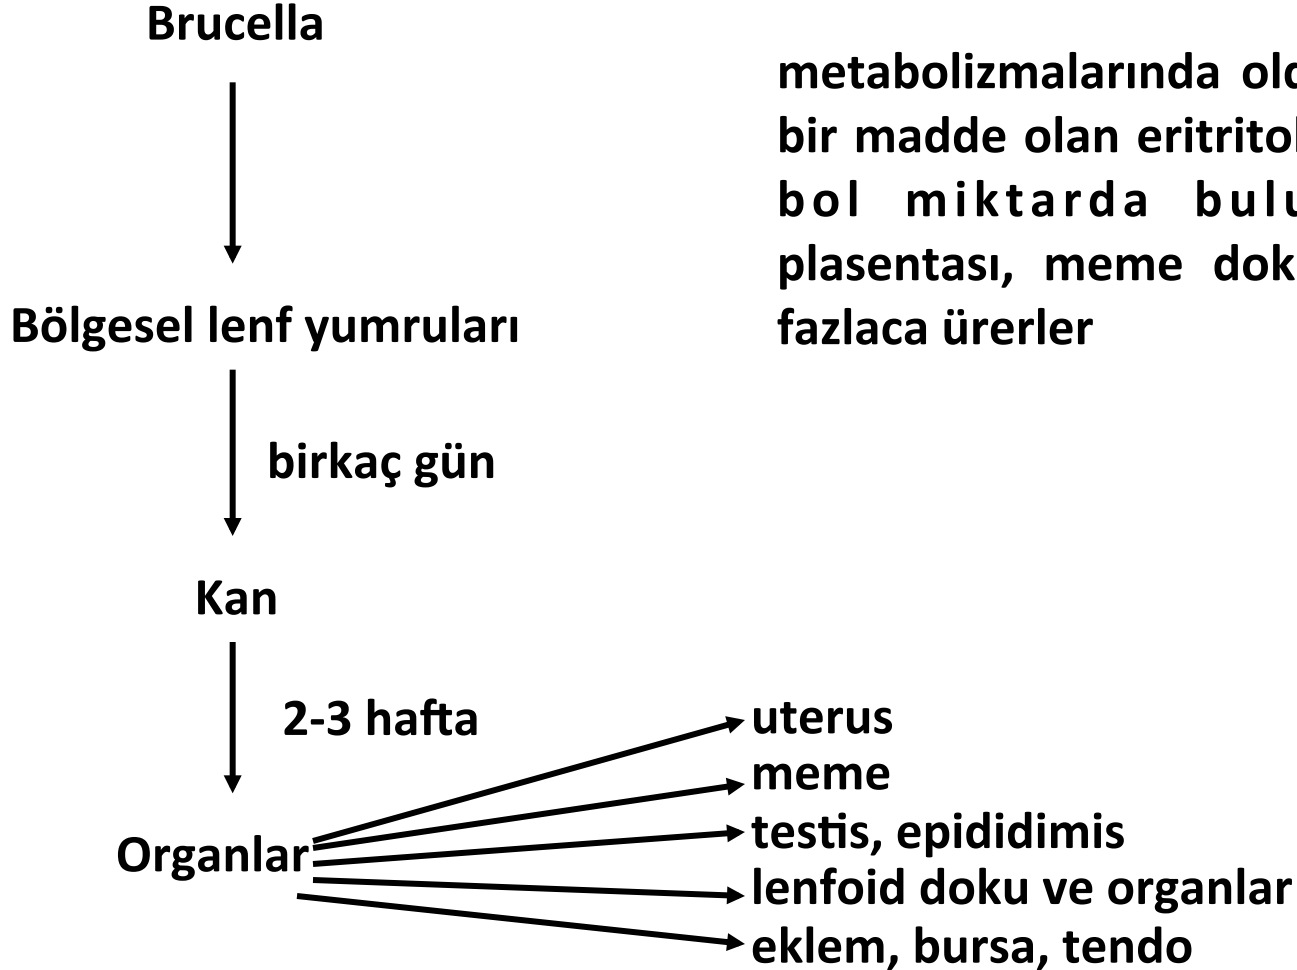 Brucella
metabolizmalarında
bir madde olan
bol miktarda
plasentası, meme
fazlaca ürerler
Bölgesel lenf yumruları
birkaç gün
Kan
2-3 hafta
Organlar
uterus
meme
testis, epididimis
lenfoid doku ve organlar
eklem, bursa, tendo